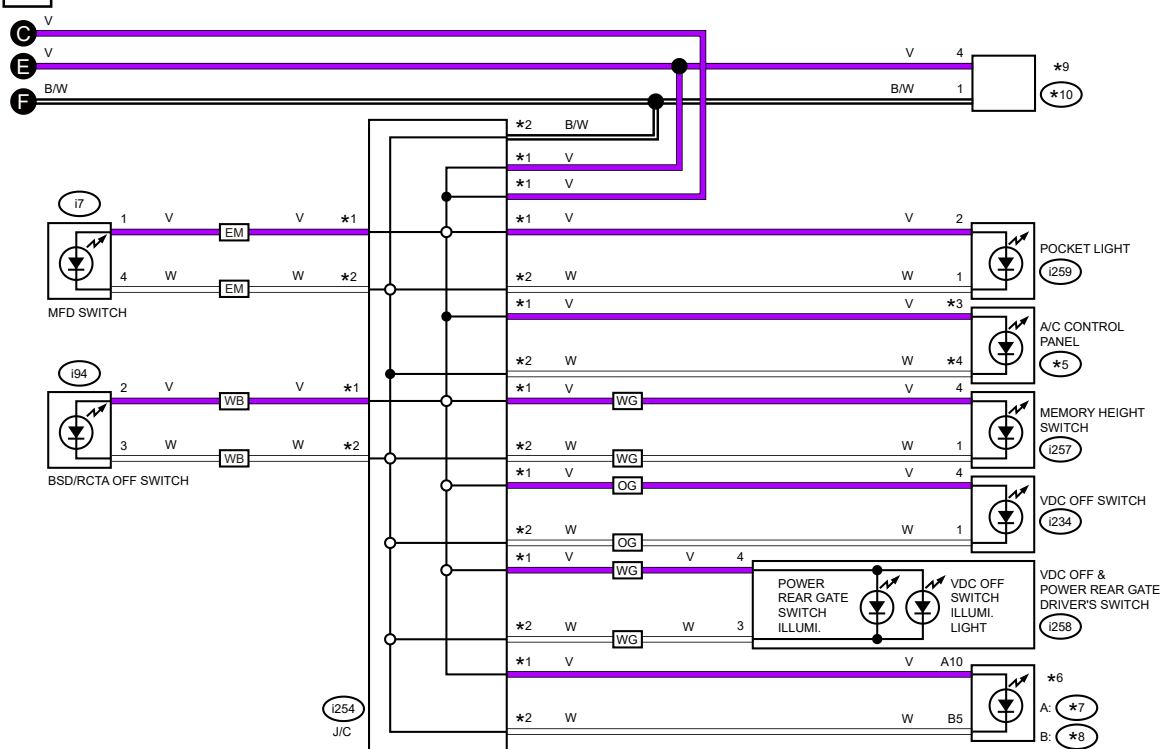 V
C
V V 4
E *9
B/W B/W 1
F *10
*2 B/W
*1 V
*1 V
i7
1 V EM V *1
*1 V V 2
POCKET LIGHT
i259
4 W EM W *2
*2 W W 1
MFD SWITCH
*1 V V *3
A/C CONTROL
PANEL
*5
*2 W W *4
i94
2 V WB V *1
*1 V WG V 4
MEMORY HEIGHT
SWITCH
i257
3 W WB W *2
*2 W WG W 1
BSD/RCTA OFF SWITCH
*1 V OG V 4
VDC OFF SWITCH
i234
*2 W OG W 1
*1 V WG V 4
POWER
REAR GATE
SWITCH
ILLUMI.
VDC OFF
SWITCH
ILLUMI.
LIGHT
VDC OFF &
POWER REAR GATE
DRIVER'S SWITCH
i258
*2 W WG W 3
*1 V V A10
*6
A: *7
B: *8
*2 W W B5
i254
J/C